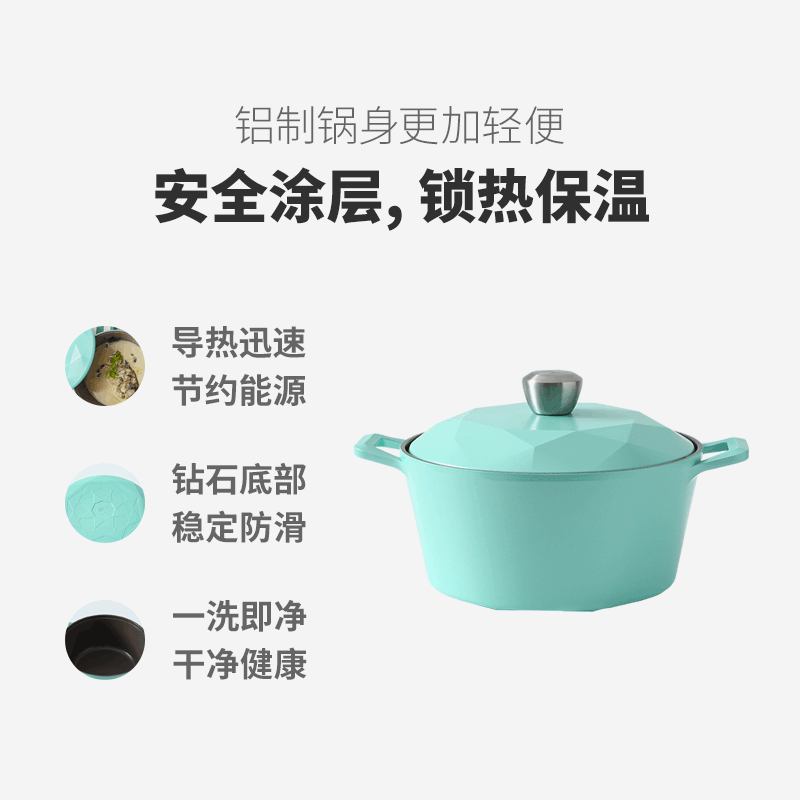 铝制锅身更加轻便
安全涂层,锁热保温
导热迅速
节约能源
钻石底部
稳定防滑
一洗即净
干净健康